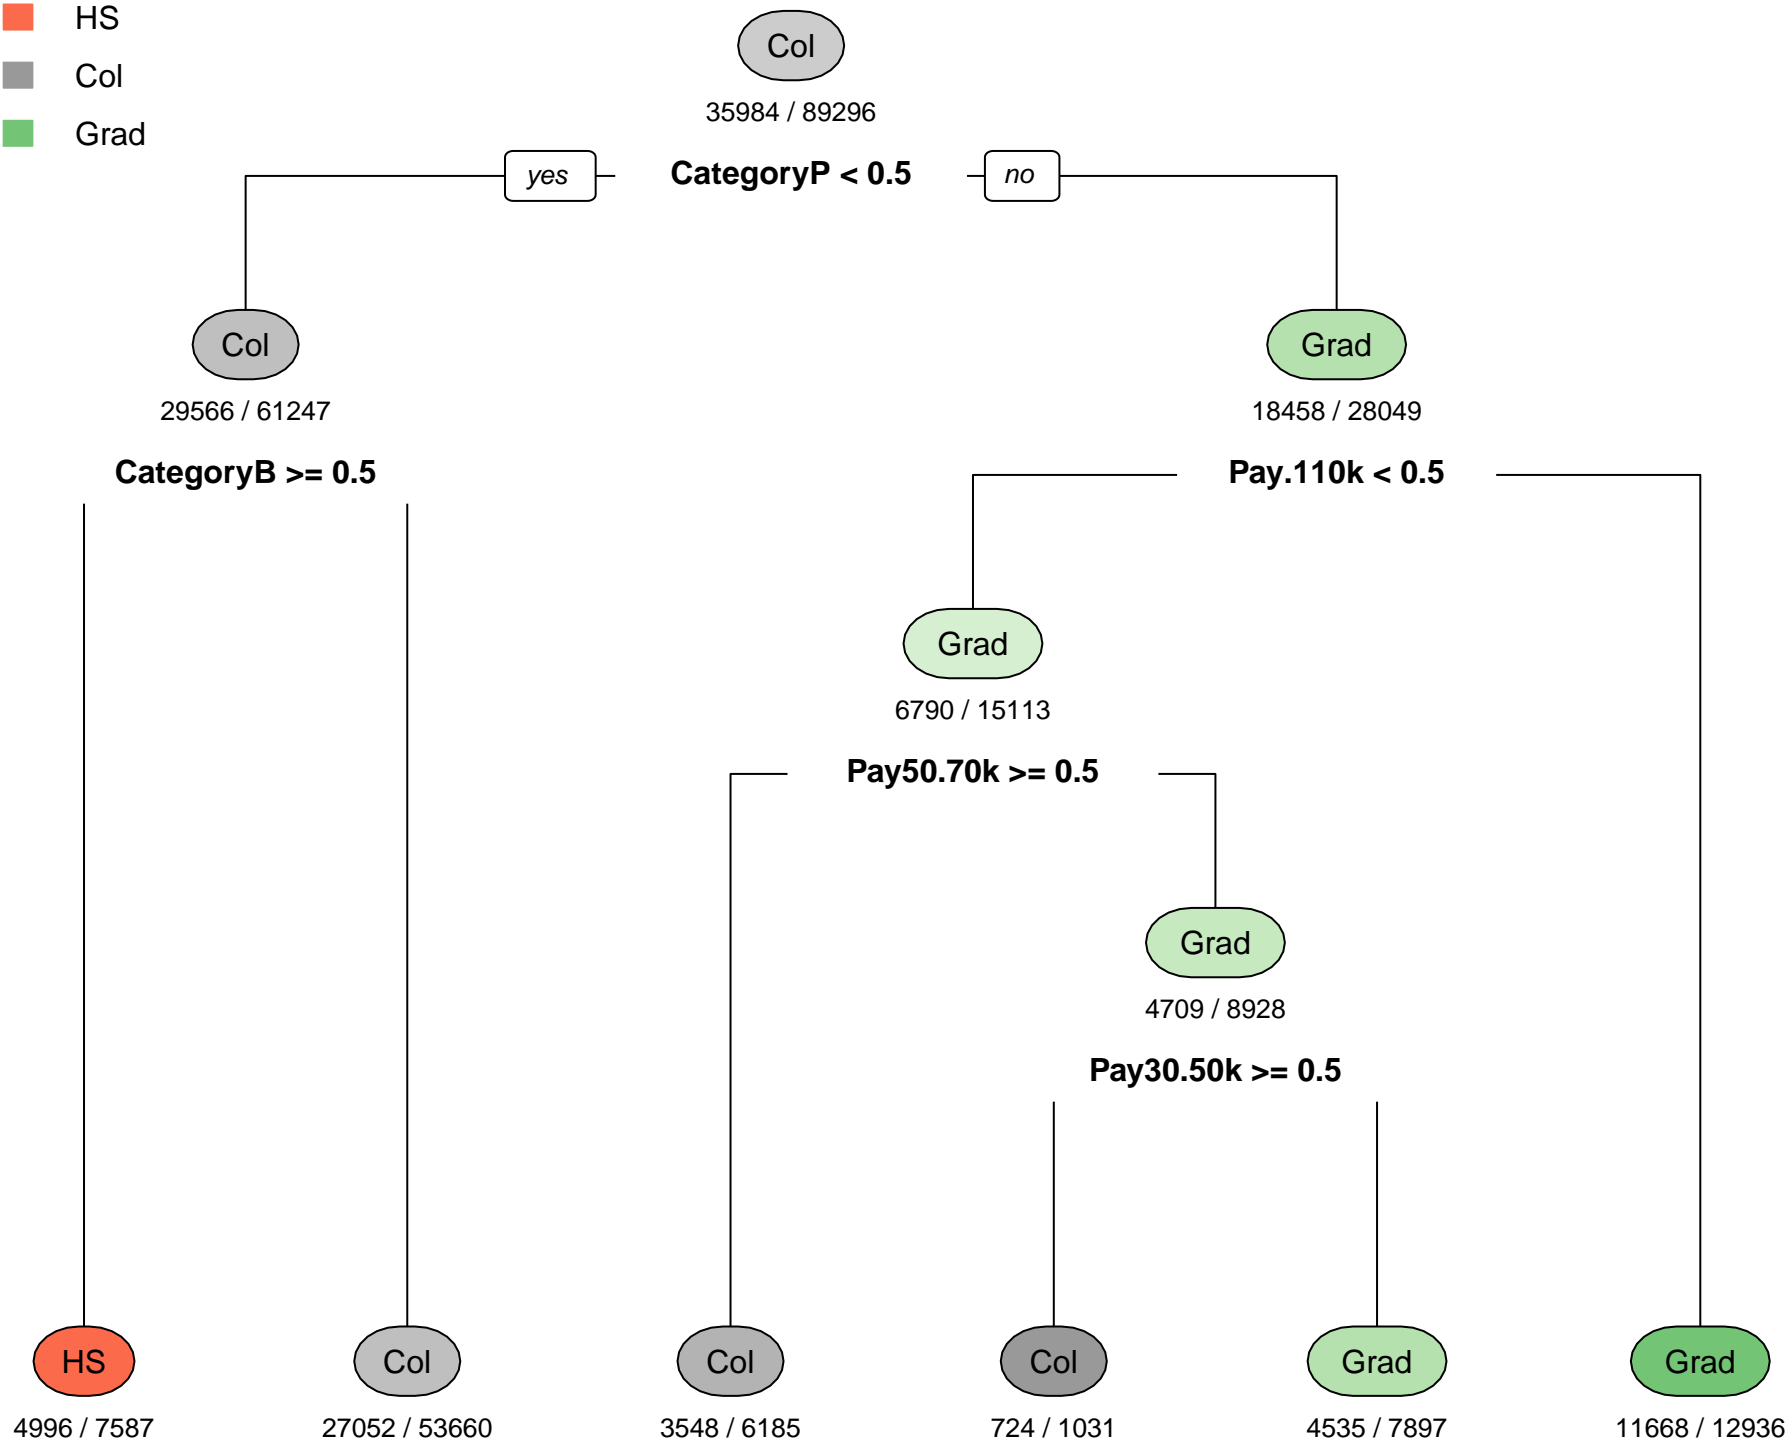 HS
Col
Grad
Col
35984 / 89296
yes
CategoryP < 0.5
no
Col
29566 / 61247
CategoryB >= 0.5
Grad
18458 / 28049
Pay.110k < 0.5
Grad
6790 / 15113
Pay50.70k >= 0.5
Grad
4709 / 8928
Pay30.50k >= 0.5
HS
4996 / 7587
Col
27052 / 53660
Col
3548 / 6185
Col
724 / 1031
Grad
4535 / 7897
Grad
11668 / 12936